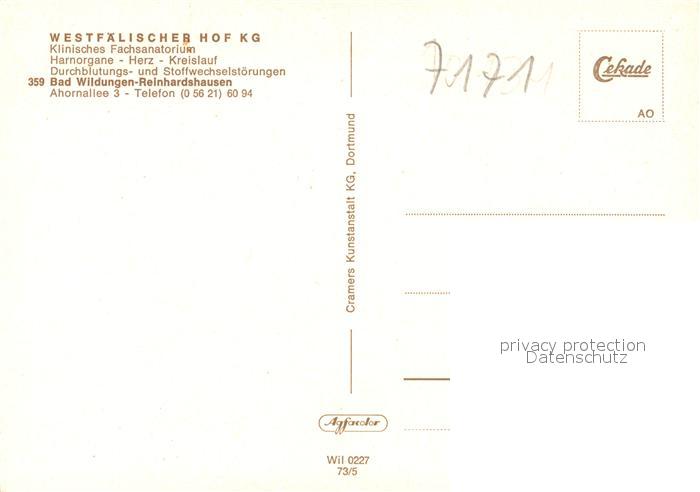 WESTFÄLISCHER HOF KG
Klinisches Fachsanatorium
Harnorgane - Herz - Kreislauf
Durchblutungs- und Stoffwechselstörungen
359 Bad Wildungen-Reinhardshausen
Ahornallee 3 - Telefon (0 56 21) 60 94
71711
Cekade
AO
Cramers Kunstanstalt KG, Dortmund
privacy protection
Datenschutz
Agfacolor
Wil 0227
73/5